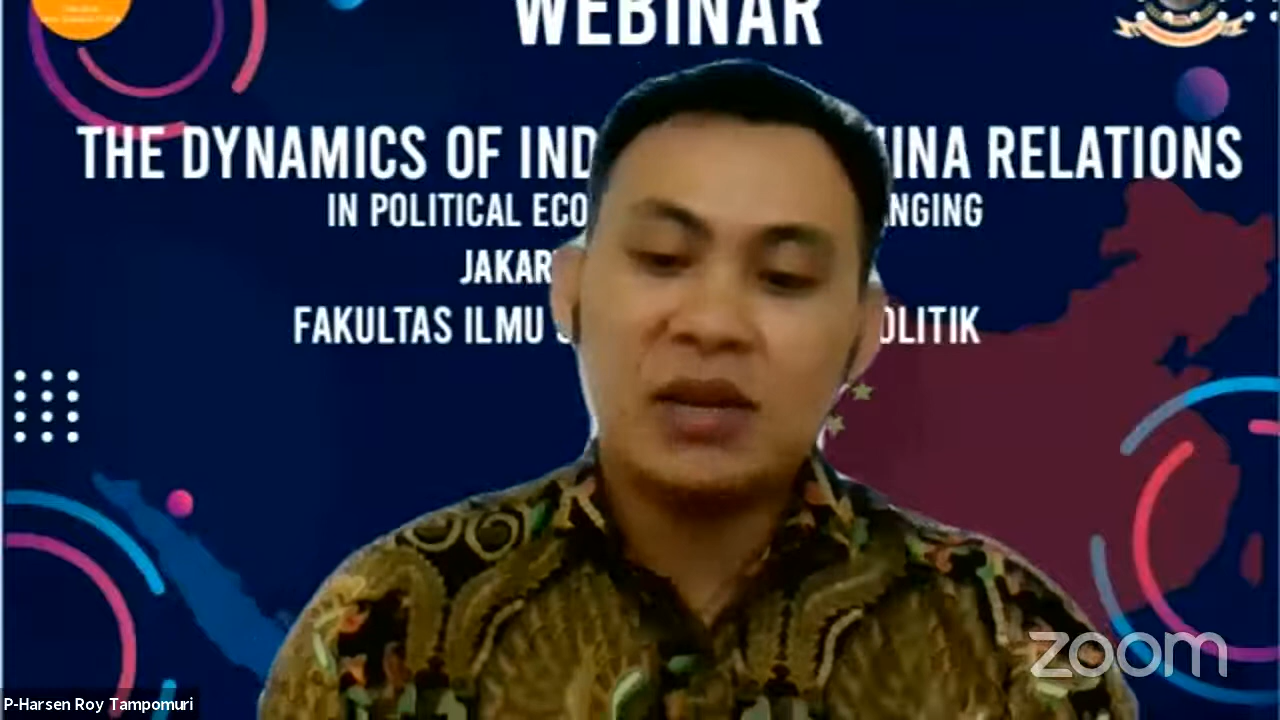 WEBINAR
THE DYNAMICS OF IND INA RELATIONS
IN POLITICAL ECO NGING
JAKAR
FAKULTAS ILMU OLITIK
zoom
P-Harsen Roy Tampomuri